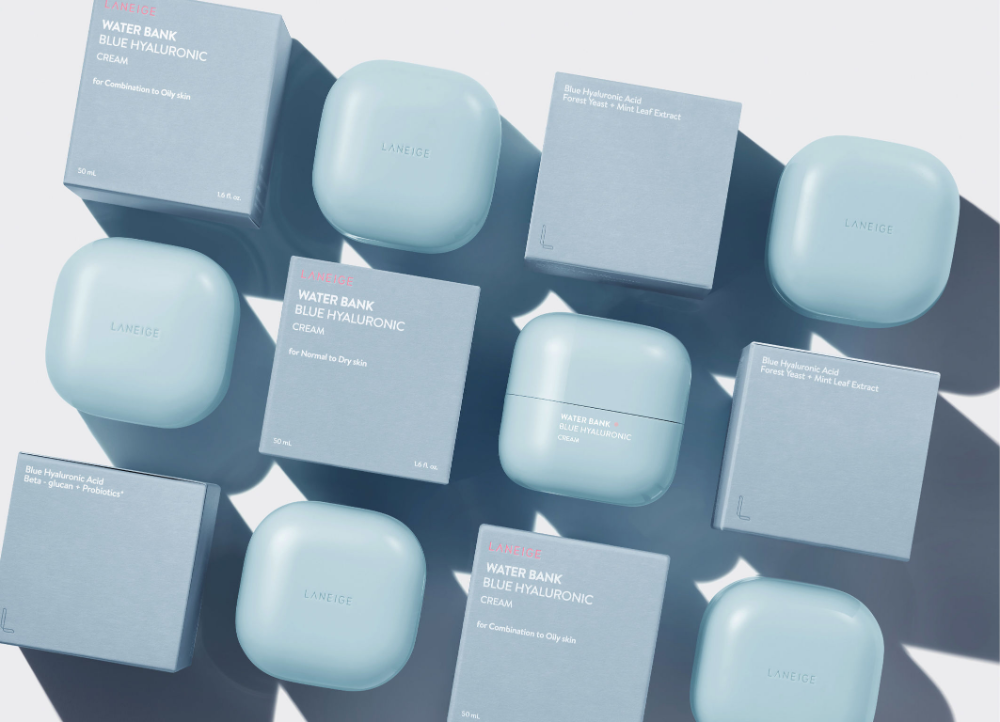 LANEIGE
WATER BANK
BLUE HYALURONIC
CREAM
for Combination to Oily skin
50 mL
1.6 fl. oz.
LANEIGE
Blue Hyaluronic Acid
Forest Yeast + Mint Leaf Extract
L
LANEIGE
LANEIGE
LANEIGE
WATER BANK
BLUE HYALURONIC
CREAM
for Normal to Dry skin
50 mL
1.6 fl. oz.
WATER BANK
BLUE HYALURONIC
CREAM
Blue Hyaluronic Acid
Forest Yeast + Mint Leaf Extract
L
Blue Hyaluronic Acid
Beta - glucan + Probiotics*
L
LANEIGE
LANEIGE
WATER BANK
BLUE HYALURONIC
CREAM
for Combination to Oily skin
50 mL
LANEIGE